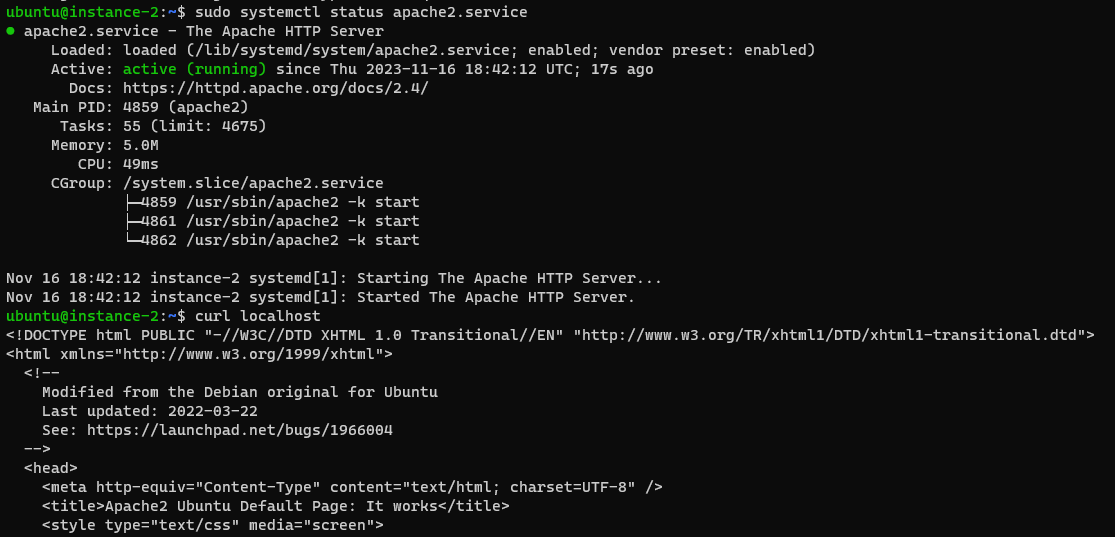 ubuntu@instance-2:~$ sudo systemctl status apache2.service
● apache2.service - The Apache HTTP Server
     Loaded: loaded (/lib/systemd/system/apache2.service; enabled; vendor preset: enabled)
     Active: active (running) since Thu 2023-11-16 18:42:12 UTC; 17s ago
       Docs: https://httpd.apache.org/docs/2.4/
   Main PID: 4859 (apache2)
      Tasks: 55 (limit: 4675)
     Memory: 5.0M
        CPU: 49ms
     CGroup: /system.slice/apache2.service
             ├─4859 /usr/sbin/apache2 -k start
             ├─4861 /usr/sbin/apache2 -k start
             └─4862 /usr/sbin/apache2 -k start

Nov 16 18:42:12 instance-2 systemd[1]: Starting The Apache HTTP Server...
Nov 16 18:42:12 instance-2 systemd[1]: Started The Apache HTTP Server.
ubuntu@instance-2:~$ curl localhost
<!DOCTYPE html PUBLIC "-//W3C//DTD XHTML 1.0 Transitional//EN" "http://www.w3.org/TR/xhtml1/DTD/xhtml1-transitional.dtd">
<html xmlns="http://www.w3.org/1999/xhtml">
  <!--
    Modified from the Debian original for Ubuntu
    Last updated: 2022-03-22
    See: https://launchpad.net/bugs/1966004
  -->
  <head>
    <meta http-equiv="Content-Type" content="text/html; charset=UTF-8" />
    <title>Apache2 Ubuntu Default Page: It works</title>
    <style type="text/css" media="screen">